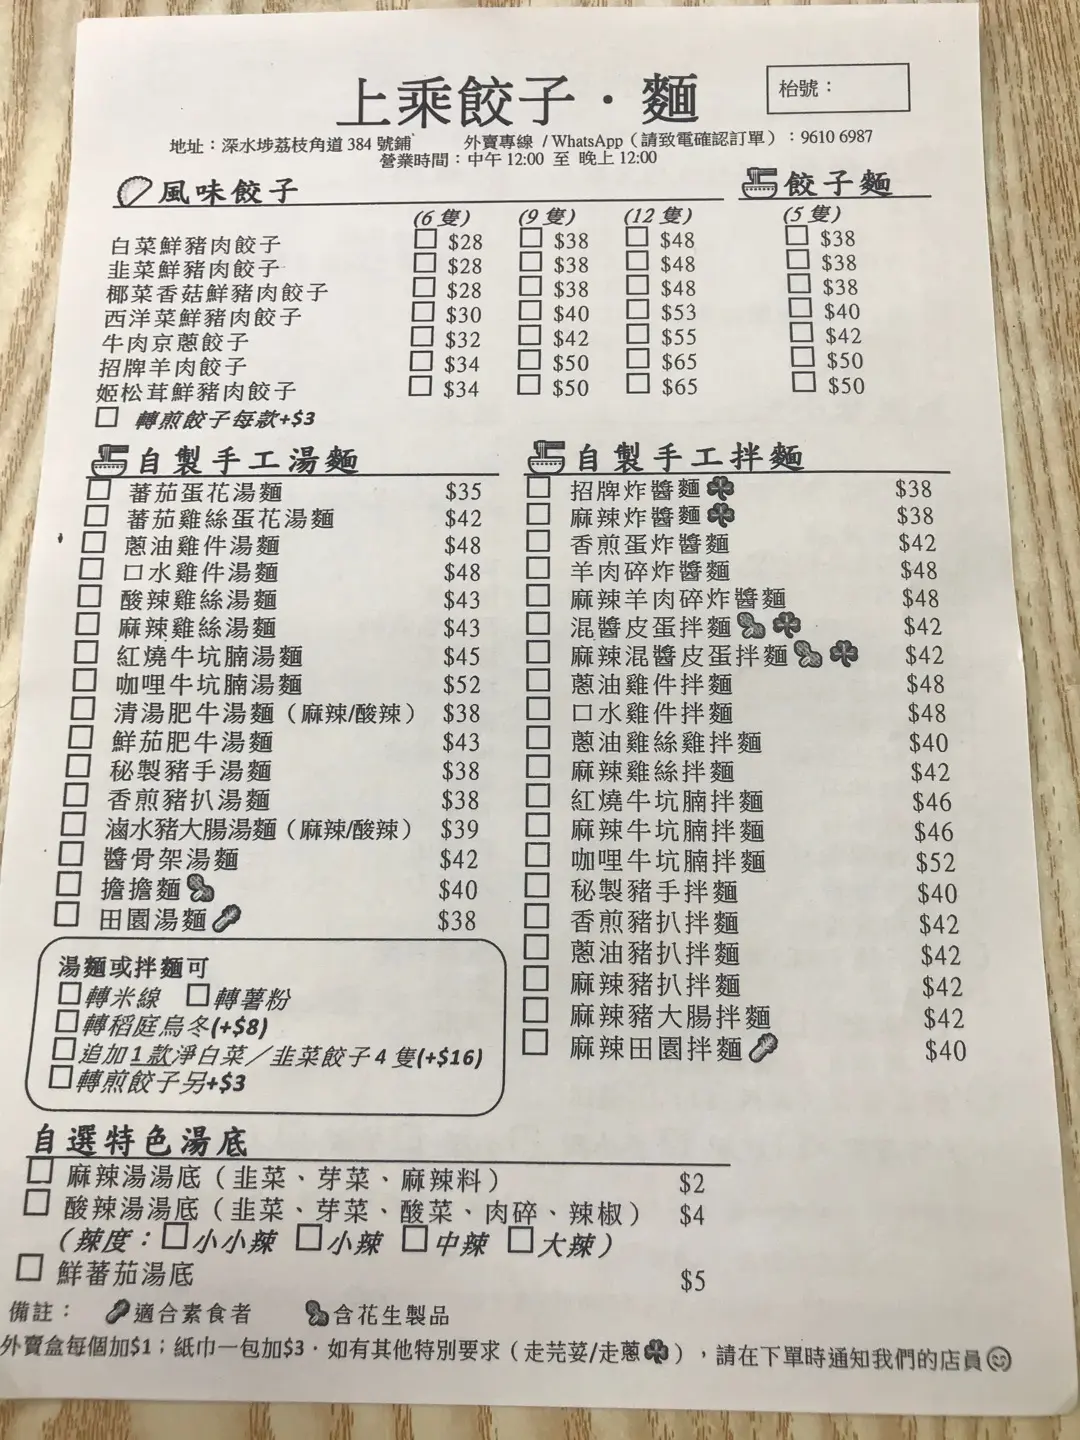 上乘餃子·麵
枱號：
地址：深水埗荔枝角道 384 號鋪 外賣專線 / WhatsApp（請致電確認訂單）：9610 6987
營業時間：中午 12:00 至 晚上 12:00
風味餃子
(6 隻) (9 隻) (12 隻)
餃子麵
(5 隻)
白菜鮮豬肉餃子 □ $28 □ $38 □ $48 □ $38
韭菜鮮豬肉餃子 □ $28 □ $38 □ $48 □ $38
椰菜香菇鮮豬肉餃子 □ $28 □ $38 □ $48 □ $38
西洋菜鮮豬肉餃子 □ $30 □ $40 □ $53 □ $40
牛肉京蔥餃子 □ $32 □ $42 □ $55 □ $42
招牌羊肉餃子 □ $34 □ $50 □ $65 □ $50
姬松茸鮮豬肉餃子 □ $34 □ $50 □ $65 □ $50
□ 轉煎餃子每款+$3
自製手工湯麵
□ 蕃茄蛋花湯麵 $35
□ 蕃茄雞絲蛋花湯麵 $42
□ 蔥油雞件湯麵 $48
□ 口水雞件湯麵 $48
□ 酸辣雞絲湯麵 $43
□ 麻辣雞絲湯麵 $43
□ 紅燒牛坑腩湯麵 $45
□ 咖哩牛坑腩湯麵 $52
□ 清湯肥牛湯麵（麻辣/酸辣） $38
□ 鮮茄肥牛湯麵 $43
□ 秘製豬手湯麵 $38
□ 香煎豬扒湯麵 $38
□ 滷水豬大腸湯麵（麻辣/酸辣） $39
□ 醬骨架湯麵 $42
□ 擔擔麵 $40
□ 田園湯麵 $38
自製手工拌麵
□ 招牌炸醬麵 $38
□ 麻辣炸醬麵 $38
□ 香煎蛋炸醬麵 $42
□ 羊肉碎炸醬麵 $48
□ 麻辣羊肉碎炸醬麵 $48
□ 混醬皮蛋拌麵 $42
□ 麻辣混醬皮蛋拌麵 $42
□ 蔥油雞件拌麵 $48
□ 口水雞件拌麵 $48
□ 蔥油雞絲雞拌麵 $40
□ 麻辣雞絲拌麵 $42
□ 紅燒牛坑腩拌麵 $46
□ 麻辣牛坑腩拌麵 $46
□ 咖哩牛坑腩拌麵 $52
□ 秘製豬手拌麵 $40
□ 香煎豬扒拌麵 $42
□ 蔥油豬扒拌麵 $42
□ 麻辣豬扒拌麵 $42
□ 麻辣豬大腸拌麵 $42
□ 麻辣田園拌麵 $40
湯麵或拌麵可
□轉米線 □轉薯粉
□轉稻庭烏冬(+$8)
□追加1款淨白菜／韭菜餃子 4 隻(+$16)
□轉煎餃子另+$3
自選特色湯底
□ 麻辣湯湯底（韭菜、芽菜、麻辣料） $2
□ 酸辣湯湯底（韭菜、芽菜、酸菜、肉碎、辣椒） $4
（辣度：□小小辣 □小辣 □中辣 □大辣）
□ 鮮蕃茄湯底 $5
備註： 適合素食者 含花生製品
外賣盒每個加$1；紙巾一包加$3．如有其他特別要求（走芫荽/走蔥），請在下單時通知我們的店員